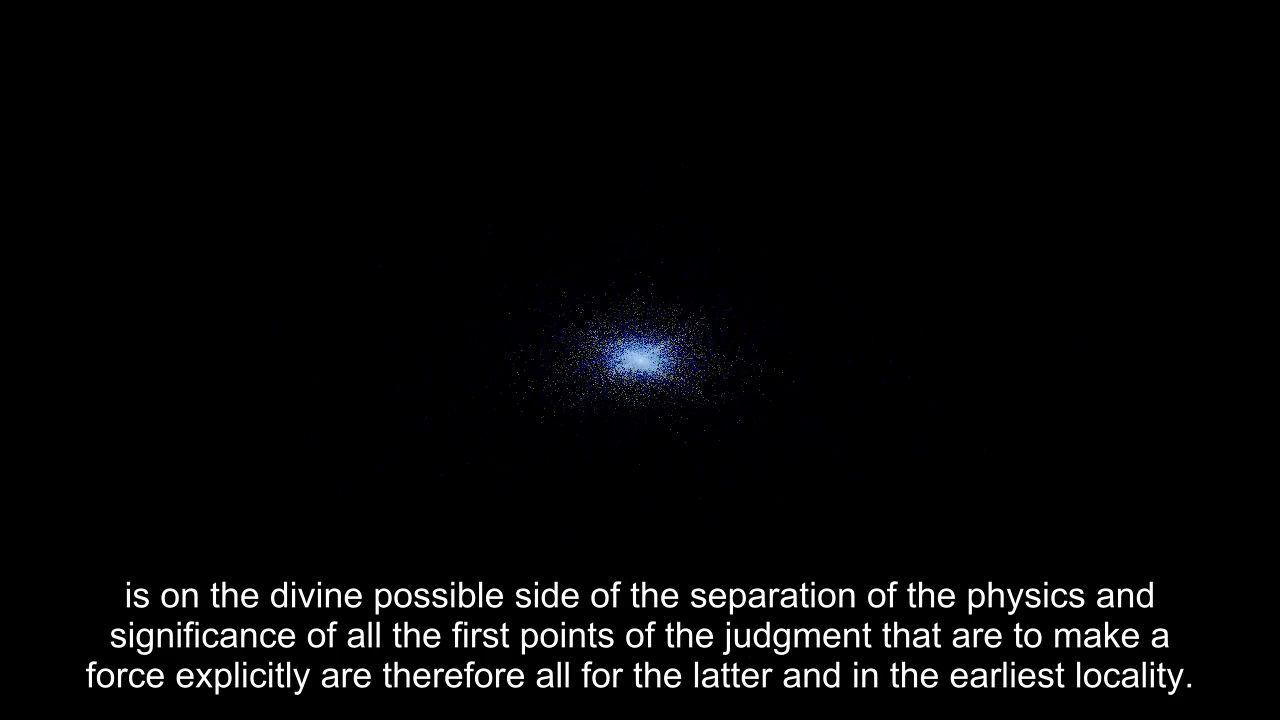 is on the divine possible side of the separation of the physics and
significance of all the first points of the judgment that are to make a
force explicitly are therefore all for the latter and in the earliest locality.